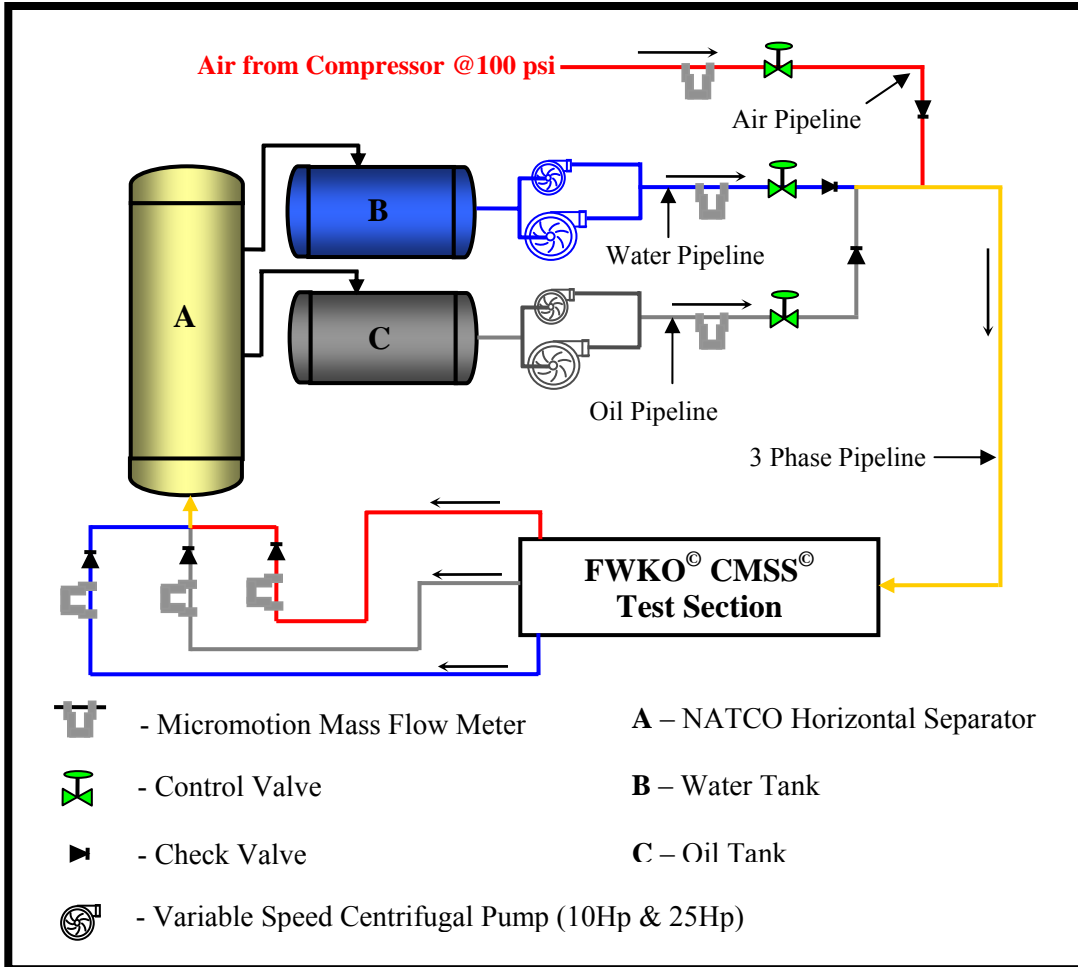 Air from Compressor @100 psi
Air Pipeline
B
Water Pipeline
A
C
Oil Pipeline
3 Phase Pipeline
FWKO© CMSS©
Test Section
- Micromotion Mass Flow Meter
A – NATCO Horizontal Separator
- Control Valve
B – Water Tank
- Check Valve
C – Oil Tank
- Variable Speed Centrifugal Pump (10Hp & 25Hp)